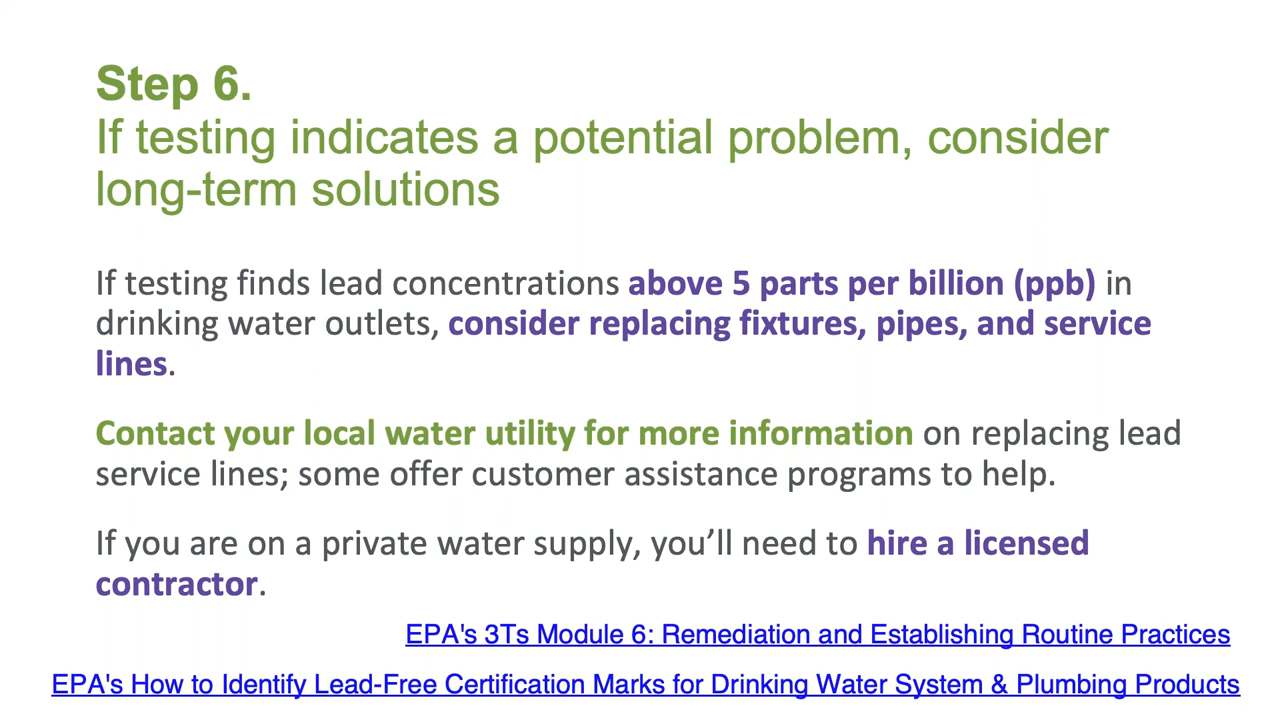 Step 6.
If testing indicates a potential problem, consider
long-term solutions
If testing finds lead concentrations above 5 parts per billion (ppb) in
drinking water outlets, consider replacing fixtures, pipes, and service
lines.
Contact your local water utility for more information on replacing lead
service lines; some offer customer assistance programs to help.
If you are on a private water supply, you’ll need to hire a licensed
contractor.
EPA's 3Ts Module 6: Remediation and Establishing Routine Practices
EPA's How to Identify Lead-Free Certification Marks for Drinking Water System & Plumbing Products